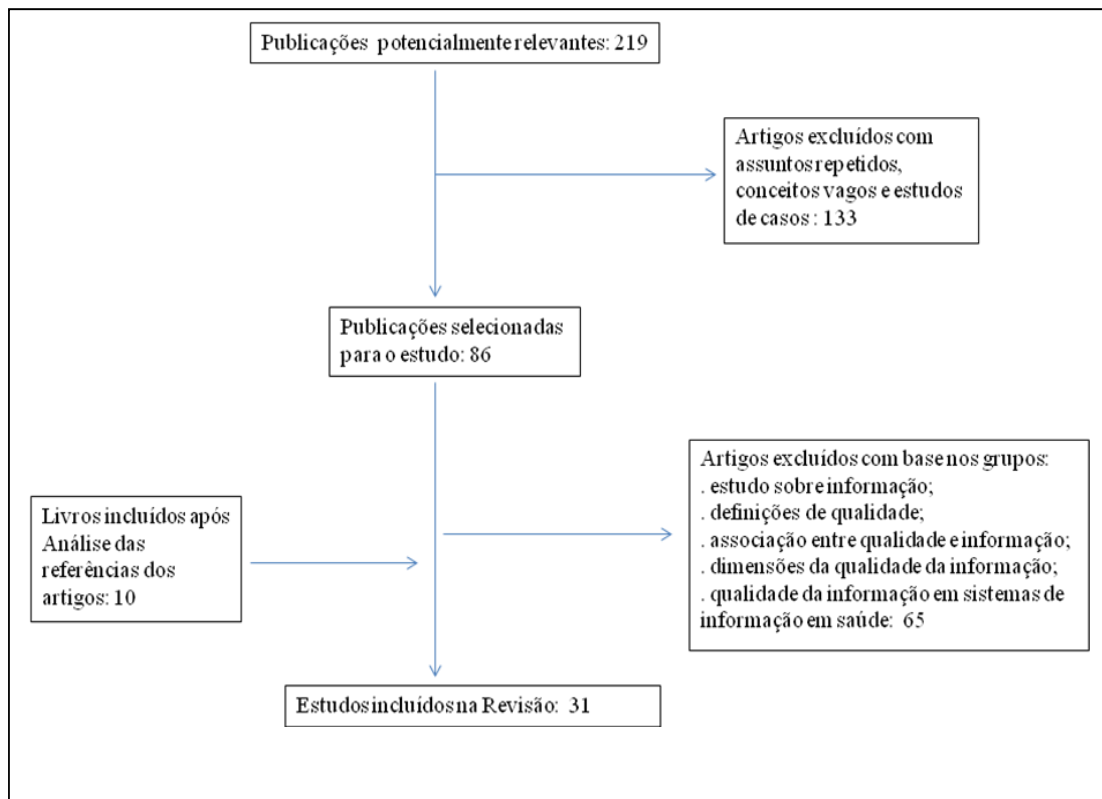 Publicações potencialmente relevantes: 219
Artigos excluídos com
assuntos repetidos,
conceitos vagos e estudos
de casos : 133
Publicações selecionadas
para o estudo: 86
Artigos excluídos com base nos grupos:
. estudo sobre informação;
. definições de qualidade;
. associação entre qualidade e informação;
. dimensões da qualidade da informação;
. qualidade da informação em sistemas de
informação em saúde: 65
Livros incluídos após
Análise das
referências dos
artigos: 10
Estudos incluídos na Revisão: 31